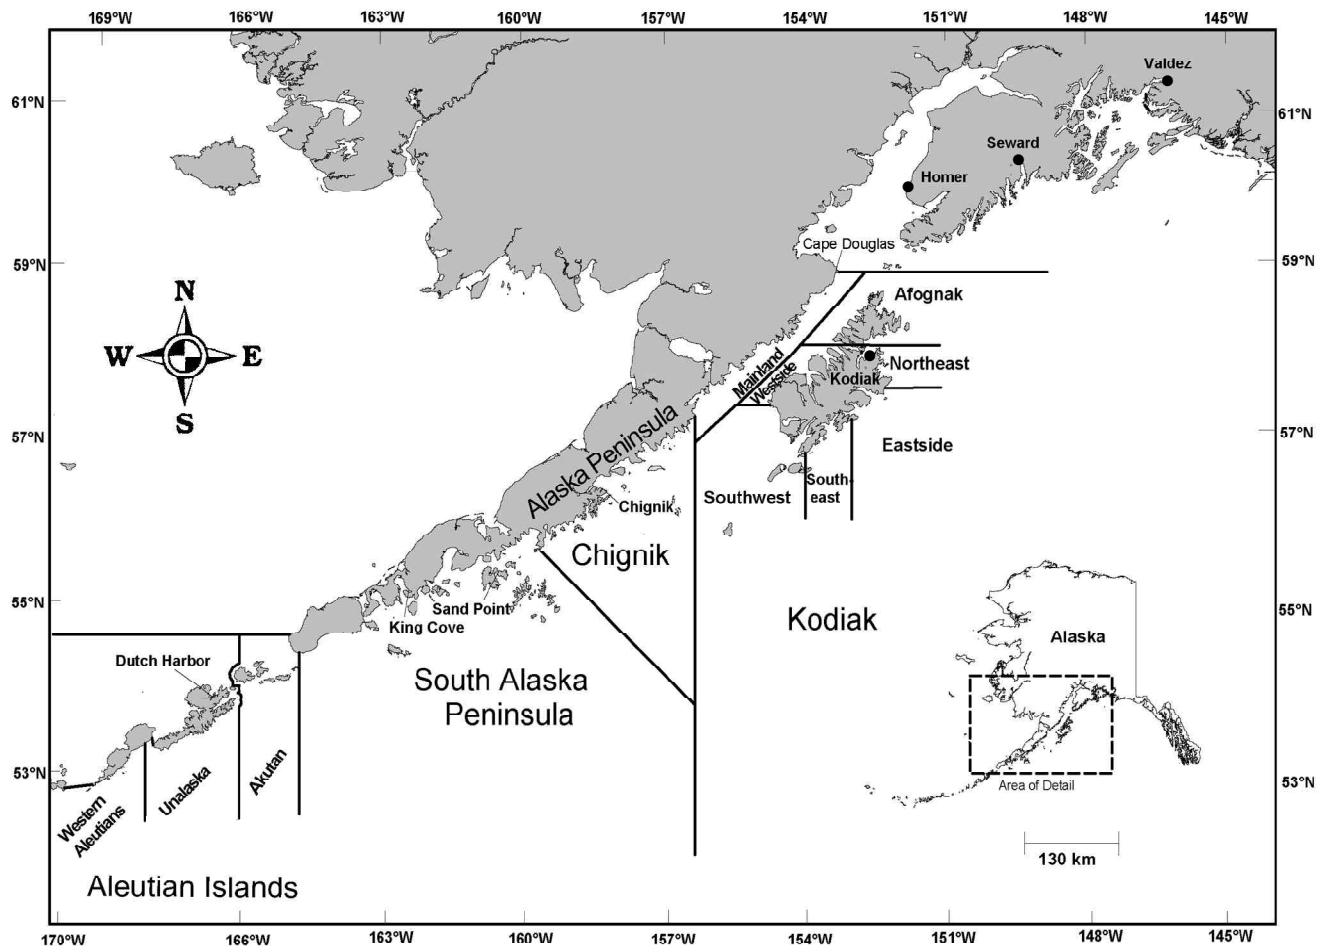 169°W 166°W 163°W 160°W 157°W 154°W 151°W 148°W 145°W
Valdez
61°N 61°N
Seward
Homer
Cape Douglas
59°N 59°N
Afognak
N
W E
S
Northeast
Mainland
Westside
Kodiak
57°N 57°N
Eastside
Alaska Peninsula
Southwest
South-
east
Chignik
Chignik
55°N 55°N
Sand Point
King Cove
Kodiak
Alaska
Dutch Harbor
South Alaska
Peninsula
53°N 53°N
Western
Aleutians
Unalaska
Akutan
Area of Detail
130 km
Aleutian Islands
170°W 166°W 163°W 160°W 157°W 154°W 151°W 148°W 145°W